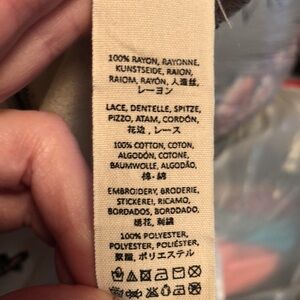 100% RAYON, RAYONNE,
KUNSTSEIDE, RAION,
RAIOM, RAYÓN, 人造丝,
レーヨン
LACE, DENTELLE, SPITZE,
PIZZO, ATAM, CORDÓN,
花边, レース
100% COTTON, COTON,
ALGODÓN, COTONE,
BAUMWOLLE, ALGODÃO,
棉, 綿
EMBROIDERY, BRODERIE,
STICKEREI, RICAMO,
BORDADOS, BORDADO,
绣花, 刺繍
100% POLYESTER,
POLYESTER, POLIÉSTER,
聚酯, ポリエステル